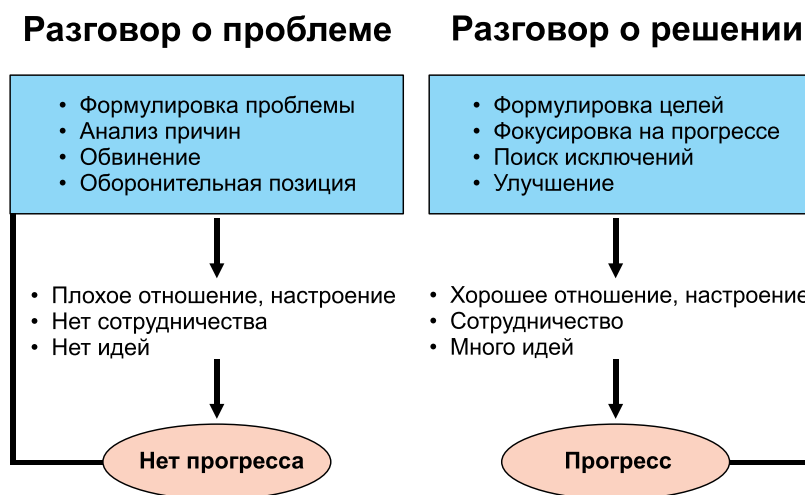 Разговор о проблеме
• Формулировка проблемы
• Анализ причин
• Обвинение
• Оборонительная позиция
• Плохое отношение, настроение
• Нет сотрудничества
• Нет идей
Нет прогресса
Разговор о решении
• Формулировка целей
• Фокусировка на прогрессе
• Поиск исключений
• Улучшение
• Хорошее отношение, настроение
• Сотрудничество
• Много идей
Прогресс